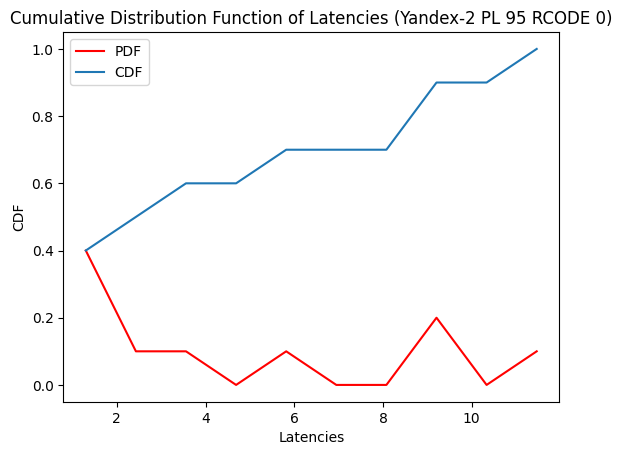 Cumulative Distribution Function of Latencies (Yandex-2 PL 95 RCODE 0)
PDF
CDF
1.0
0.8
0.6
0.4
0.2
0.0
CDF
2
4
6
8
10
Latencies